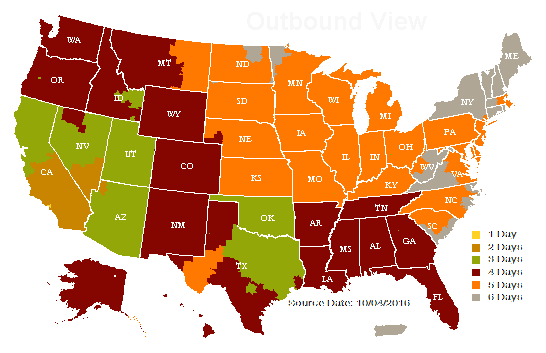 Outbound View
WA
ME
MT
ND
OR
MN
ID
SD
WI
NY
WY
MI
IA
PA
NE
NV
OH
UT
IL
IN
CA
CO
WV
VA
KS
MO
KY
NC
TN
OK
AZ
NM
AR
SC
MS
AL
GA
TX
LA
FL
1 Day
2 Days
3 Days
4 Days
5 Days
6 Days
Source Date: 10/04/2016